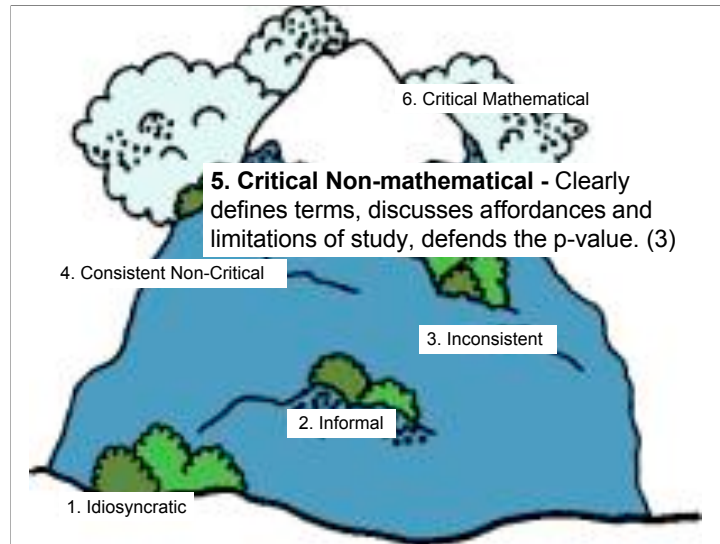 6. Critical Mathematical
5. Critical Non-mathematical - Clearly
defines terms, discusses affordances and
limitations of study, defends the p-value. (3)
4. Consistent Non-Critical
3. Inconsistent
2. Informal
1. Idiosyncratic